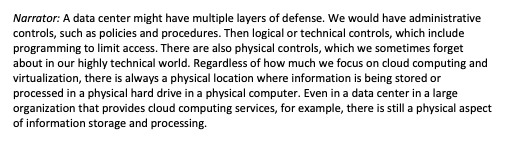 Narrator: A data center might have multiple layers of defense. We would have administrative
controls, such as policies and procedures. Then logical or technical controls, which include
programming to limit access. There are also physical controls, which we sometimes forget
about in our highly technical world. Regardless of how much we focus on cloud computing and
virtualization, there is always a physical location where information is being stored or
processed in a physical hard drive in a physical computer. Even in a data center in a large
organization that provides cloud computing services, for example, there is still a physical aspect
of information storage and processing.